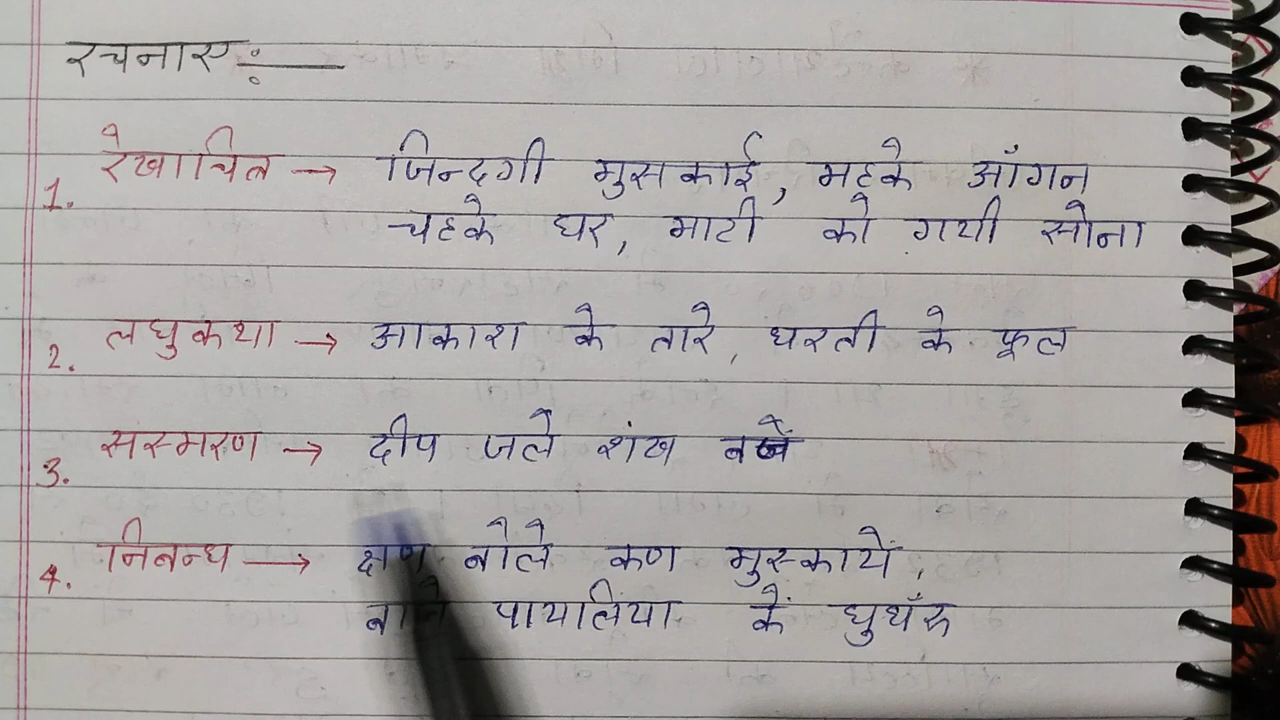 रचनाए :—
1. रेखाचित्र → जिन्दगी मुसकाई, महके आँगन
चहके घर, माटी को गयी सोना
2. लघुकथा → आकाश के तारे, धरती के फूल
3. सस्मरण → दीप जले शंख बजे
4. निबन्ध → क्षण बोले कण मुस्कायें,
बाजे पायलिया कें घुघँरु